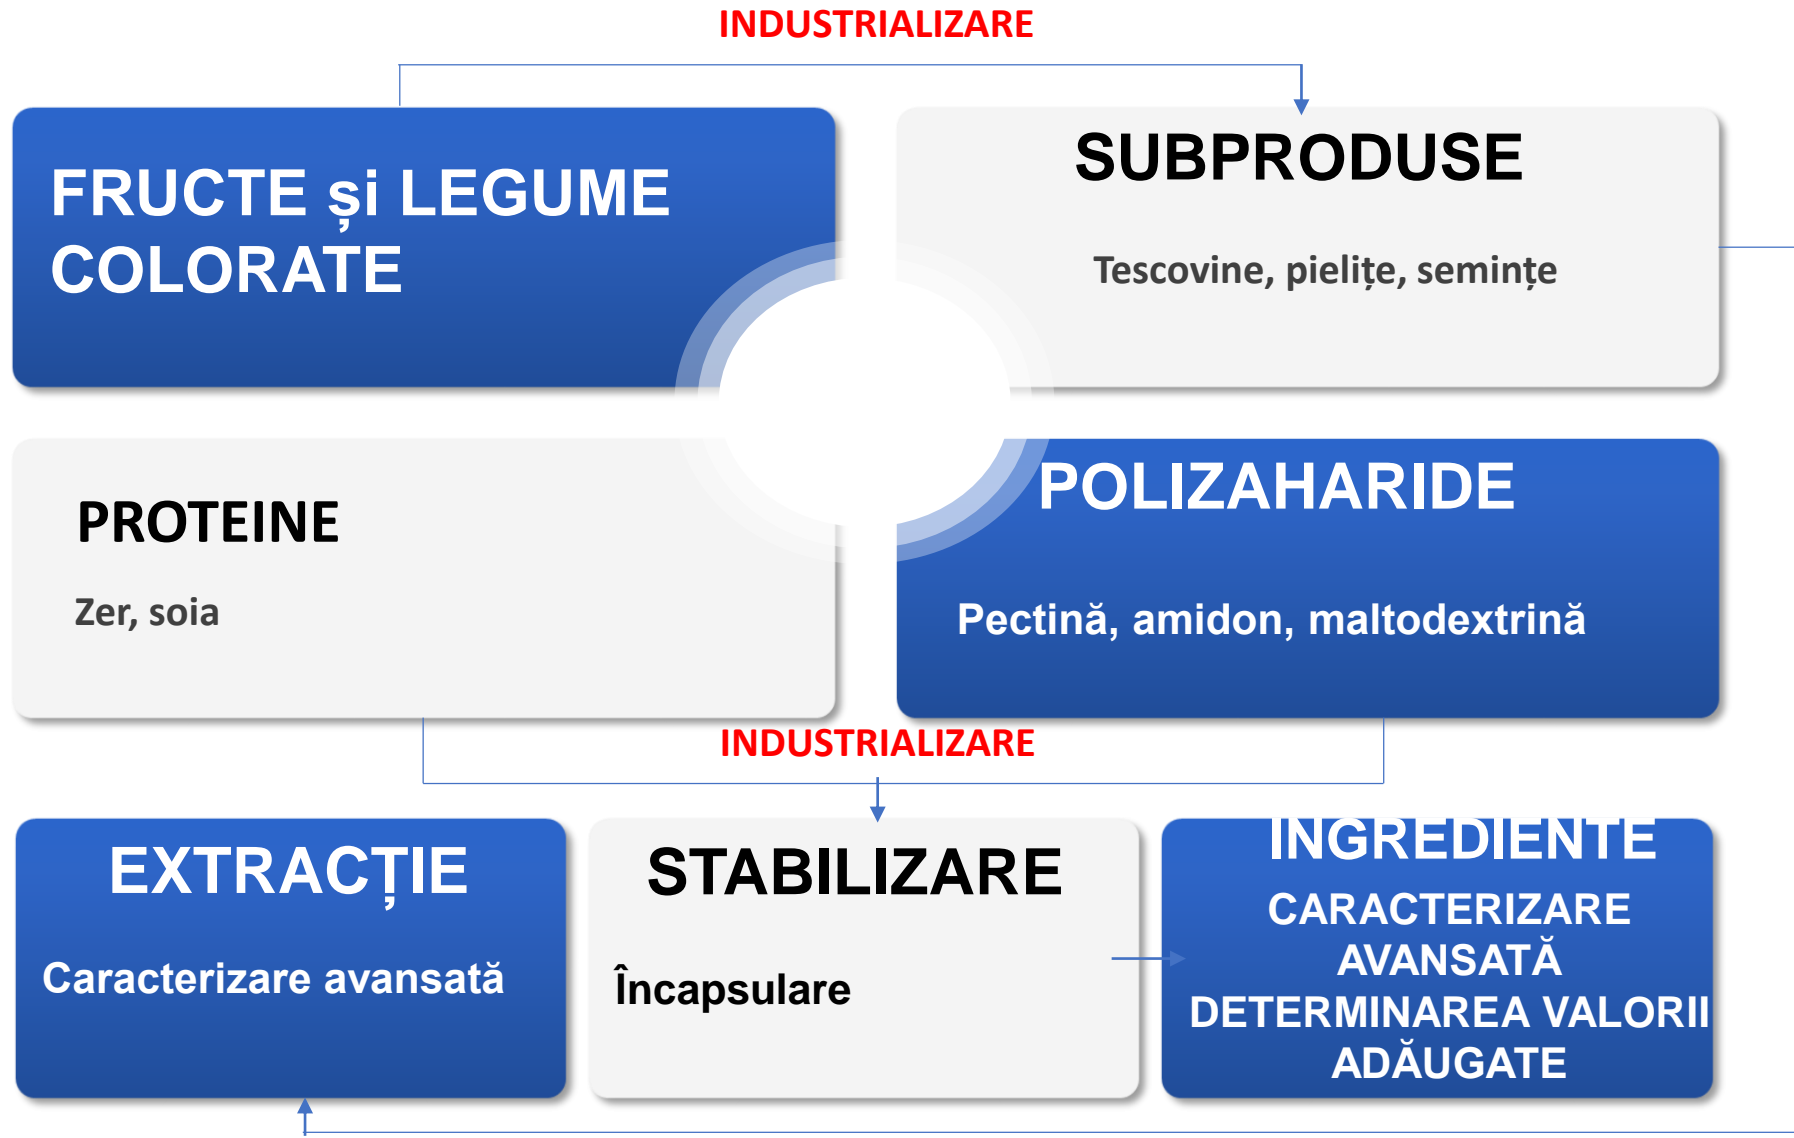 INDUSTRIALIZARE
FRUCTE și LEGUME
COLORATE
SUBPRODUSE
Tescovine, pielițe, semințe
PROTEINE
Zer, soia
POLIZAHARIDE
Pectină, amidon, maltodextrină
INDUSTRIALIZARE
EXTRACȚIE
Caracterizare avansată
STABILIZARE
Încapsulare
INGREDIENTE
CARACTERIZARE
AVANSATĂ
DETERMINAREA VALORII
ADĂUGATE